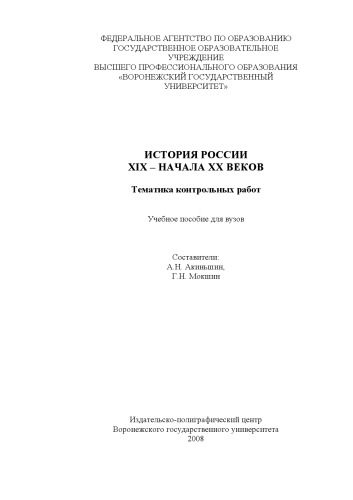 ФЕДЕРАЛЬНОЕ АГЕНТСТВО ПО ОБРАЗОВАНИЮ
ГОСУДАРСТВЕННОЕ ОБРАЗОВАТЕЛЬНОЕ
УЧРЕЖДЕНИЕ
ВЫСШЕГО ПРОФЕССИОНАЛЬНОГО ОБРАЗОВАНИЯ
«ВОРОНЕЖСКИЙ ГОСУДАРСТВЕННЫЙ
УНИВЕРСИТЕТ»
ИСТОРИЯ РОССИИ
XIX – НАЧАЛА XX ВЕКОВ
Тематика контрольных работ
Учебное пособие для вузов
Составители:
А.Н. Акиньшин,
Г.Н. Мокшин
Издательско-полиграфический центр
Воронежского государственного университета
2008